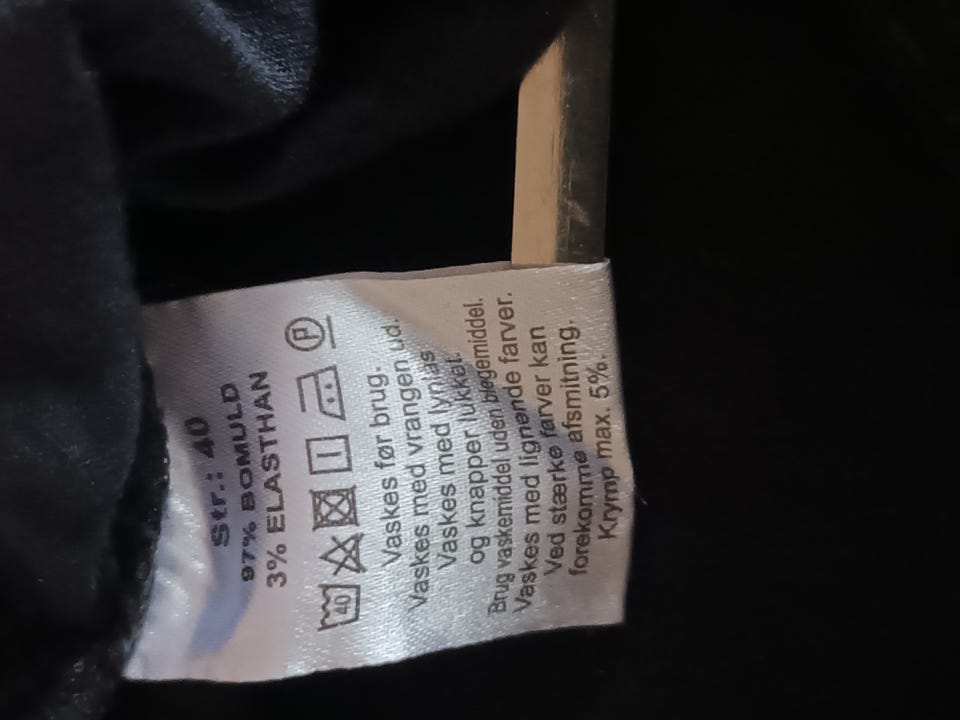 Str.: 40
97% BOMULD
3% ELASTHAN
40 P
Vaskes før brug.
Vaskes med vrangen ud.
Vaskes med lynlås
og knapper lukket.
Brug vaskemiddel uden blegemiddel.
Vaskes med lignende farver.
Ved stærke farver kan
forekomme afsmitning.
Krymp max. 5%.